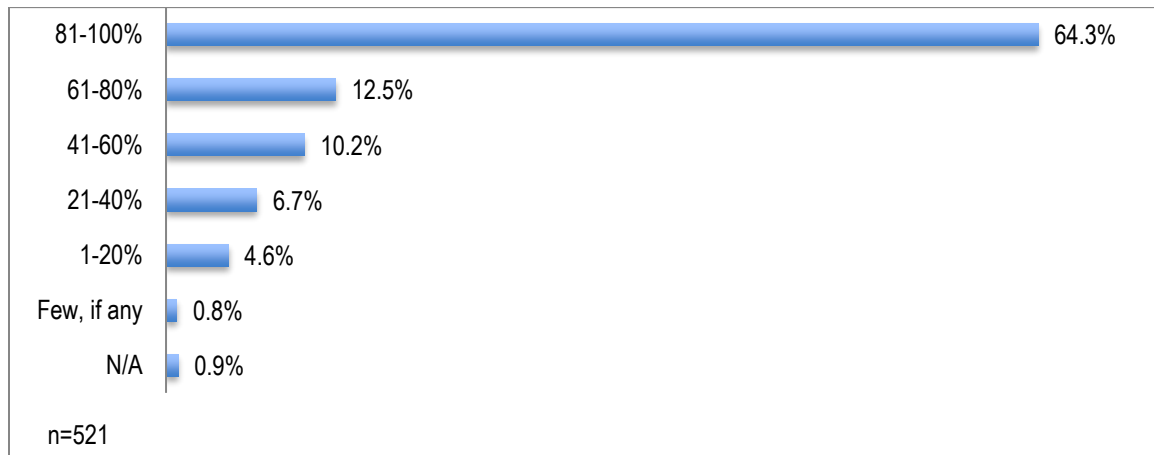 81-100% 64.3%
61-80% 12.5%
41-60% 10.2%
21-40% 6.7%
1-20% 4.6%
Few, if any 0.8%
N/A 0.9%
n=521